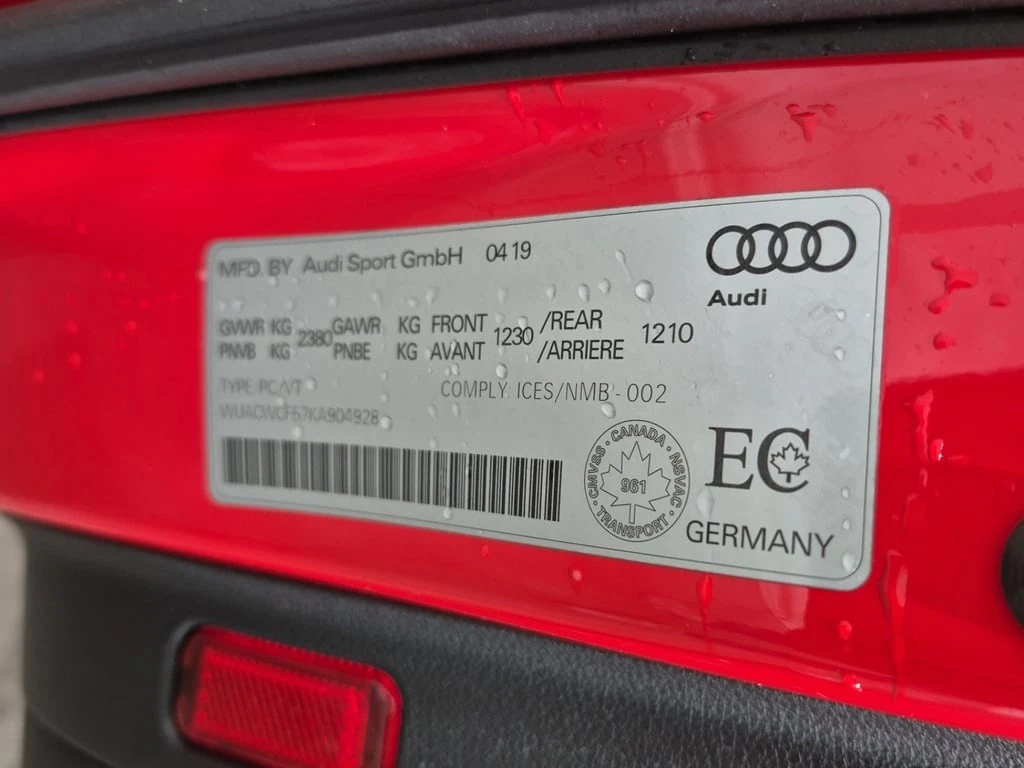 MFD. BY Audi Sport GmbH 04 19
Audi
GVWR KG 2380 GAWR KG FRONT 1230 /REAR 1210
PNVB KG PNBE KG AVANT /ARRIERE
TYPE: PC/VT COMPLY: ICES/NMB - 002
CANADA · NSVAC · TRANSPORT · CMVSS ·
961
EC
GERMANY